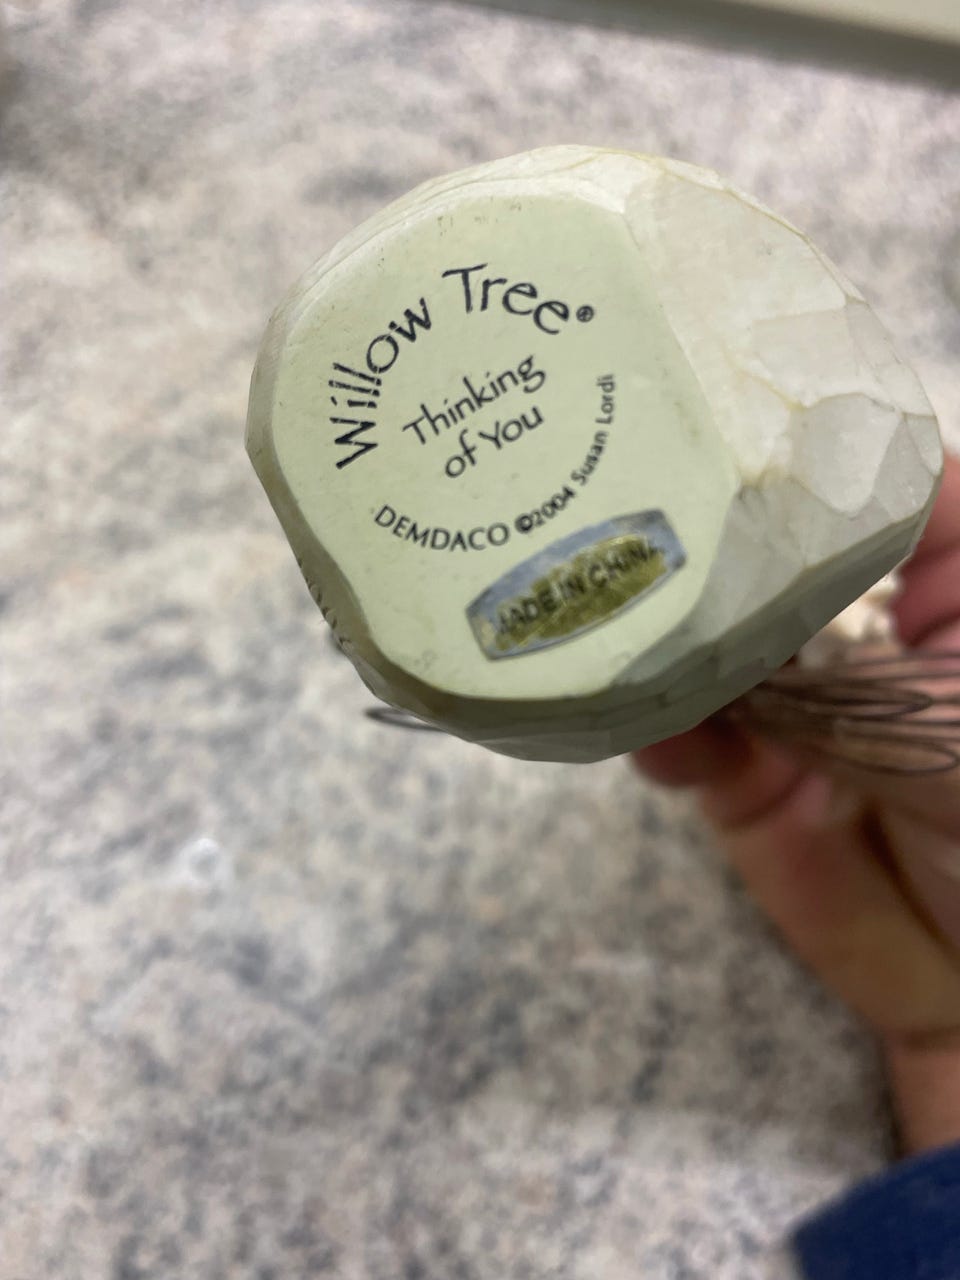 Willow Tree®
Thinking
of You
DEMDACO ©2004 Susan Lordi
MADE IN CHINA